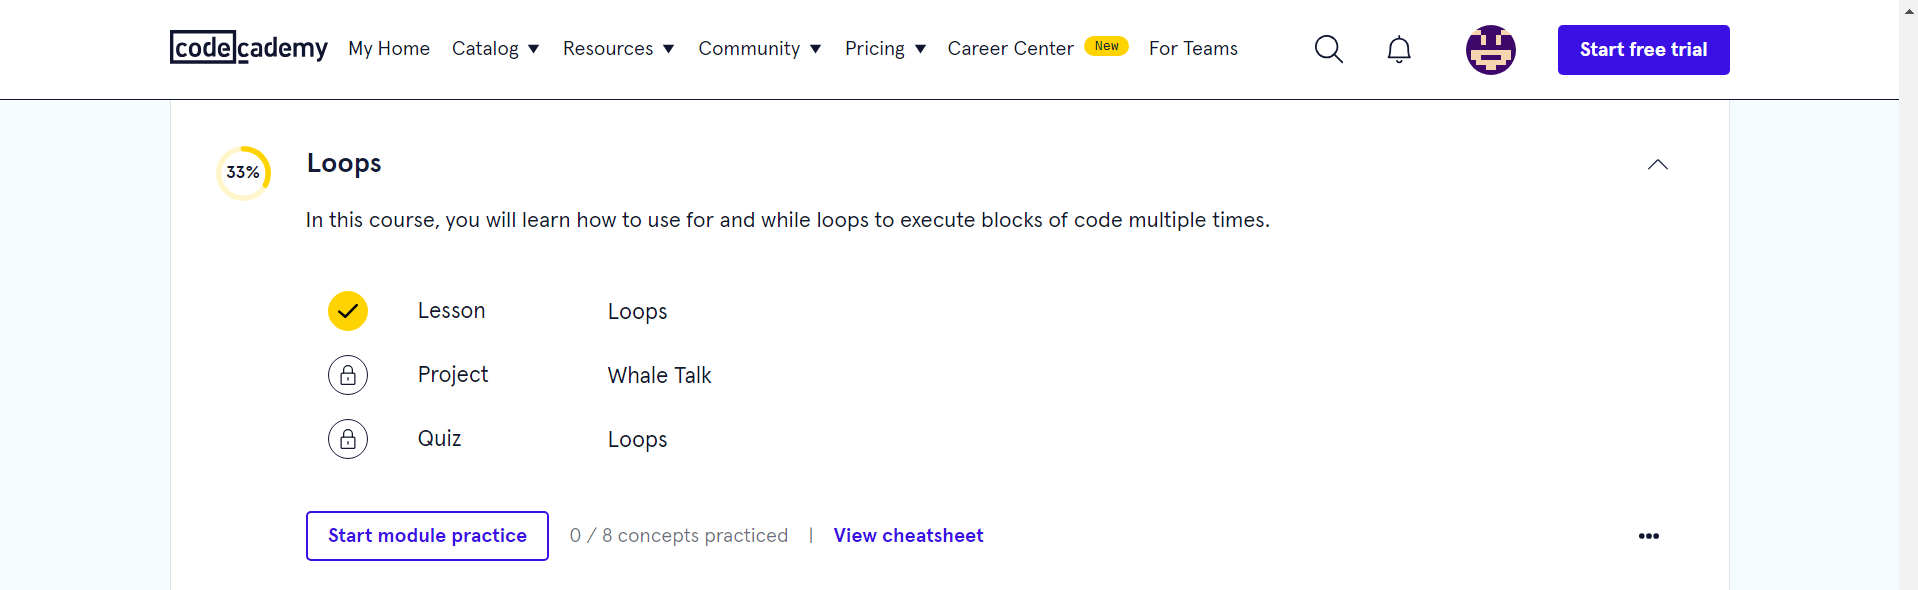 codecademy My Home Catalog Resources Community Pricing Career Center New For Teams Start free trial
33% Loops
In this course, you will learn how to use for and while loops to execute blocks of code multiple times.
Lesson Loops
Project Whale Talk
Quiz Loops
Start module practice 0 / 8 concepts practiced | View cheatsheet